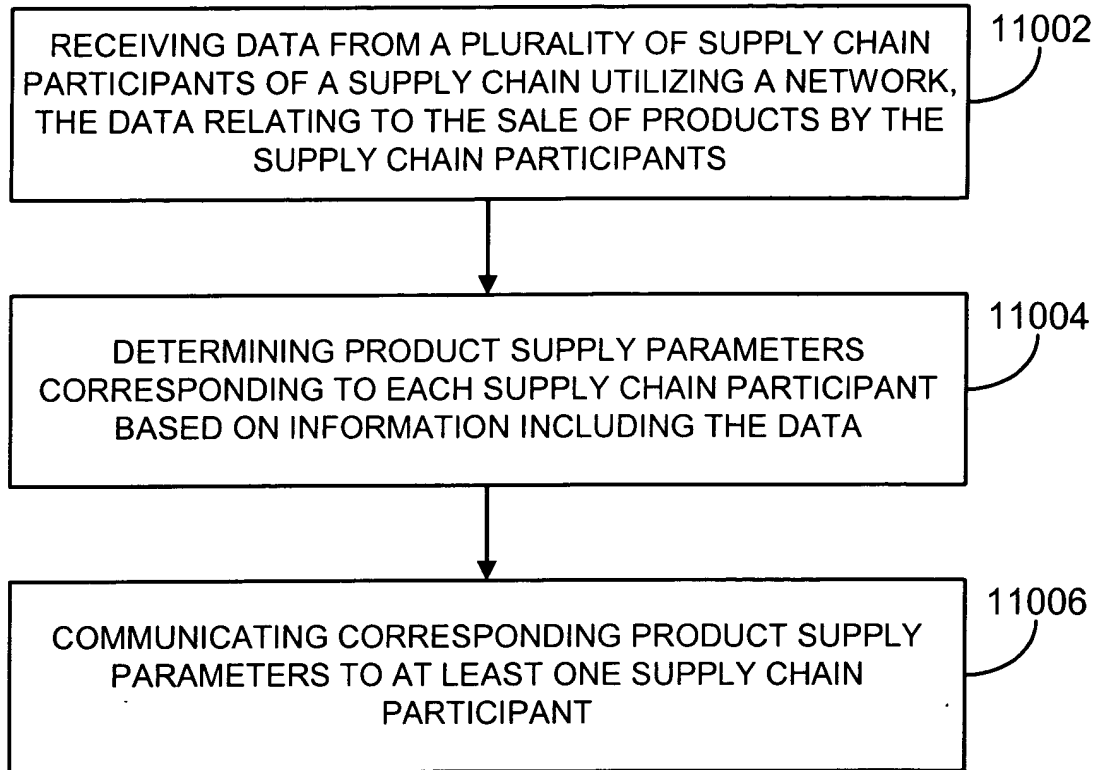 RECEIVING DATA FROM A PLURALITY OF SUPPLY CHAIN
PARTICIPANTS OF A SUPPLY CHAIN UTILIZING A NETWORK,
THE DATA RELATING TO THE SALE OF PRODUCTS BY THE
SUPPLY CHAIN PARTICIPANTS
11002
DETERMINING PRODUCT SUPPLY PARAMETERS
CORRESPONDING TO EACH SUPPLY CHAIN PARTICIPANT
BASED ON INFORMATION INCLUDING THE DATA
11004
COMMUNICATING CORRESPONDING PRODUCT SUPPLY
PARAMETERS TO AT LEAST ONE SUPPLY CHAIN
PARTICIPANT
11006